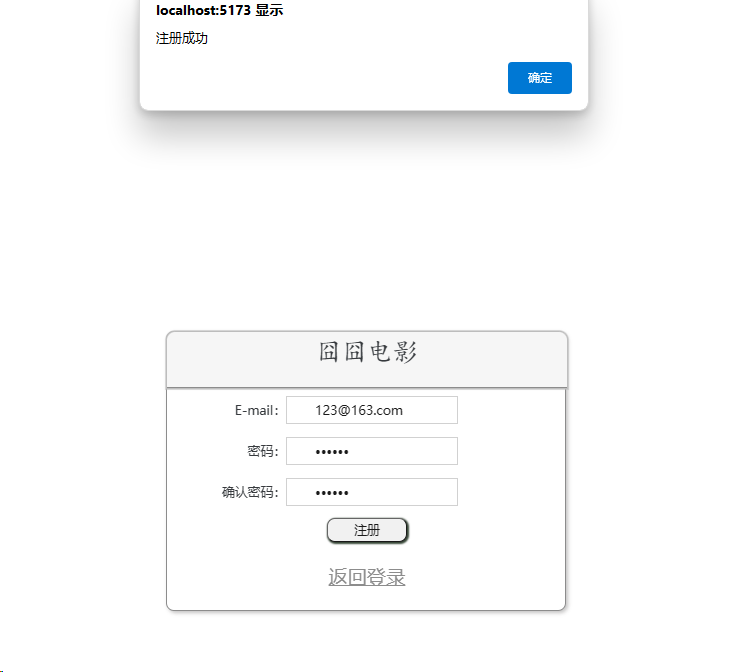 localhost:5173 显示
注册成功
确定
囧囧电影
E-mail: 123@163.com
密码: ••••••
确认密码: ••••••
注册
返回登录